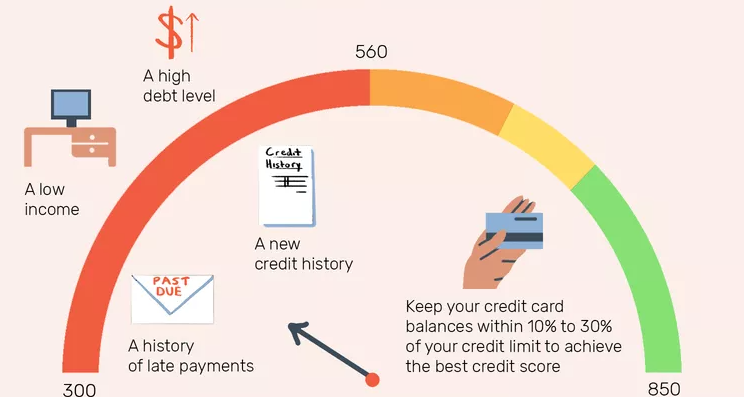 $
560
A high
debt level
Credit
History
A low
income
A new
credit history
PAST
DUE
Keep your credit card
balances within 10% to 30%
of your credit limit to achieve
the best credit score
A history
of late payments
300
850